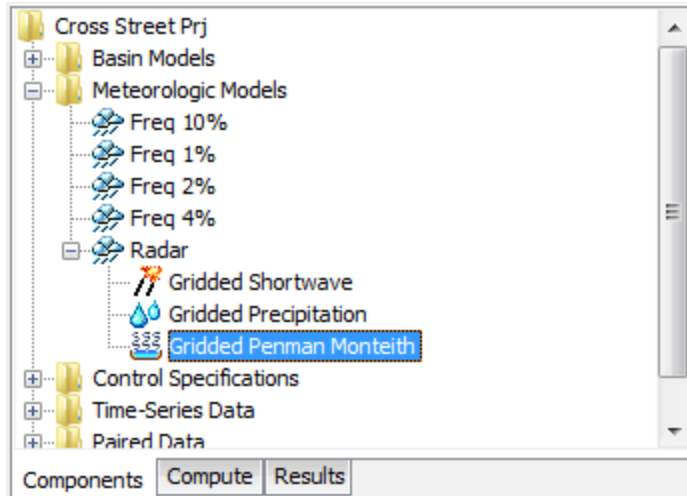 Cross Street Prj
Basin Models
Meteorologic Models
Freq 10%
Freq 1%
Freq 2%
Freq 4%
Radar
Gridded Shortwave
Gridded Precipitation
Gridded Penman Monteith
Control Specifications
Time-Series Data
Paired Data
Components Compute Results